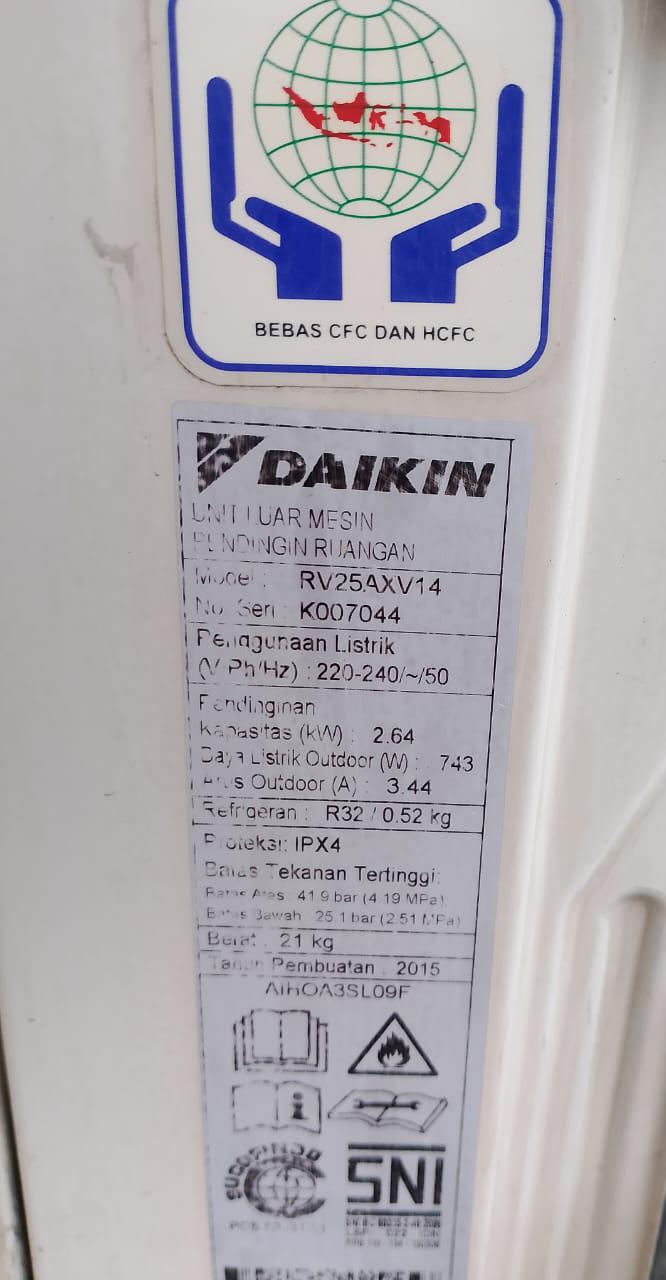 BEBAS CFC DAN HCFC
DAIKIN
UNIT LUAR MESIN
PENDINGIN RUANGAN
Model : RV25AXV14
No. Seri : K007044
Penggunaan Listrik
(V/Ph/Hz) : 220-240/~/50
Pendinginan
Kapasitas (kW) : 2.64
Daya Listrik Outdoor (W) : 743
Arus Outdoor (A) : 3.44
Refrigeran : R32 / 0.52 kg
Proteksi: IPX4
Batas Tekanan Tertinggi:
Batas Atas : 41.9 bar (4.19 MPa),
Batas Bawah : 25.1 bar (2.51 MPa)
Berat : 21 kg
Tahun Pembuatan : 2015
AIHOA3SL09F
SUCOFINDO
SNI